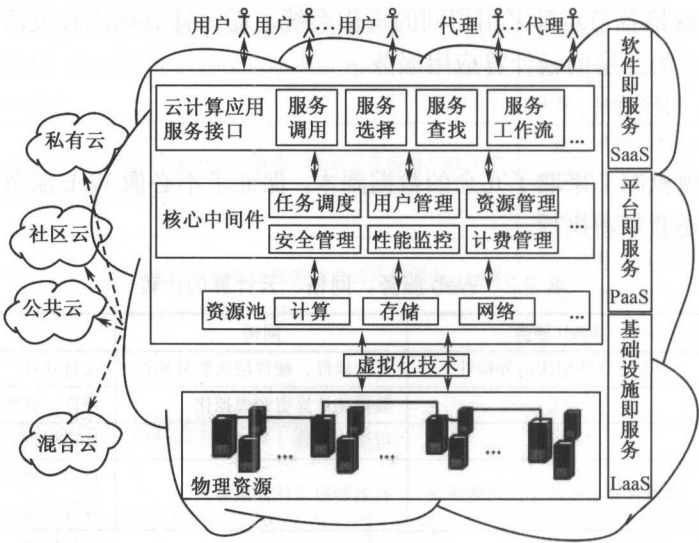 用户 用户 …用户 代理 …代理
云计算应用
服务接口
服务
调用
服务
选择
服务
查找
服务
工作流
…
核心中间件
任务调度
用户管理
资源管理
安全管理
性能监控
计费管理
资源池
计算
存储
网络
…
虚拟化技术
…
…
…
物理资源
软件即服务
SaaS
平台即服务
PaaS
基础设施即服务
LaaS
私有云
社区云
公共云
混合云